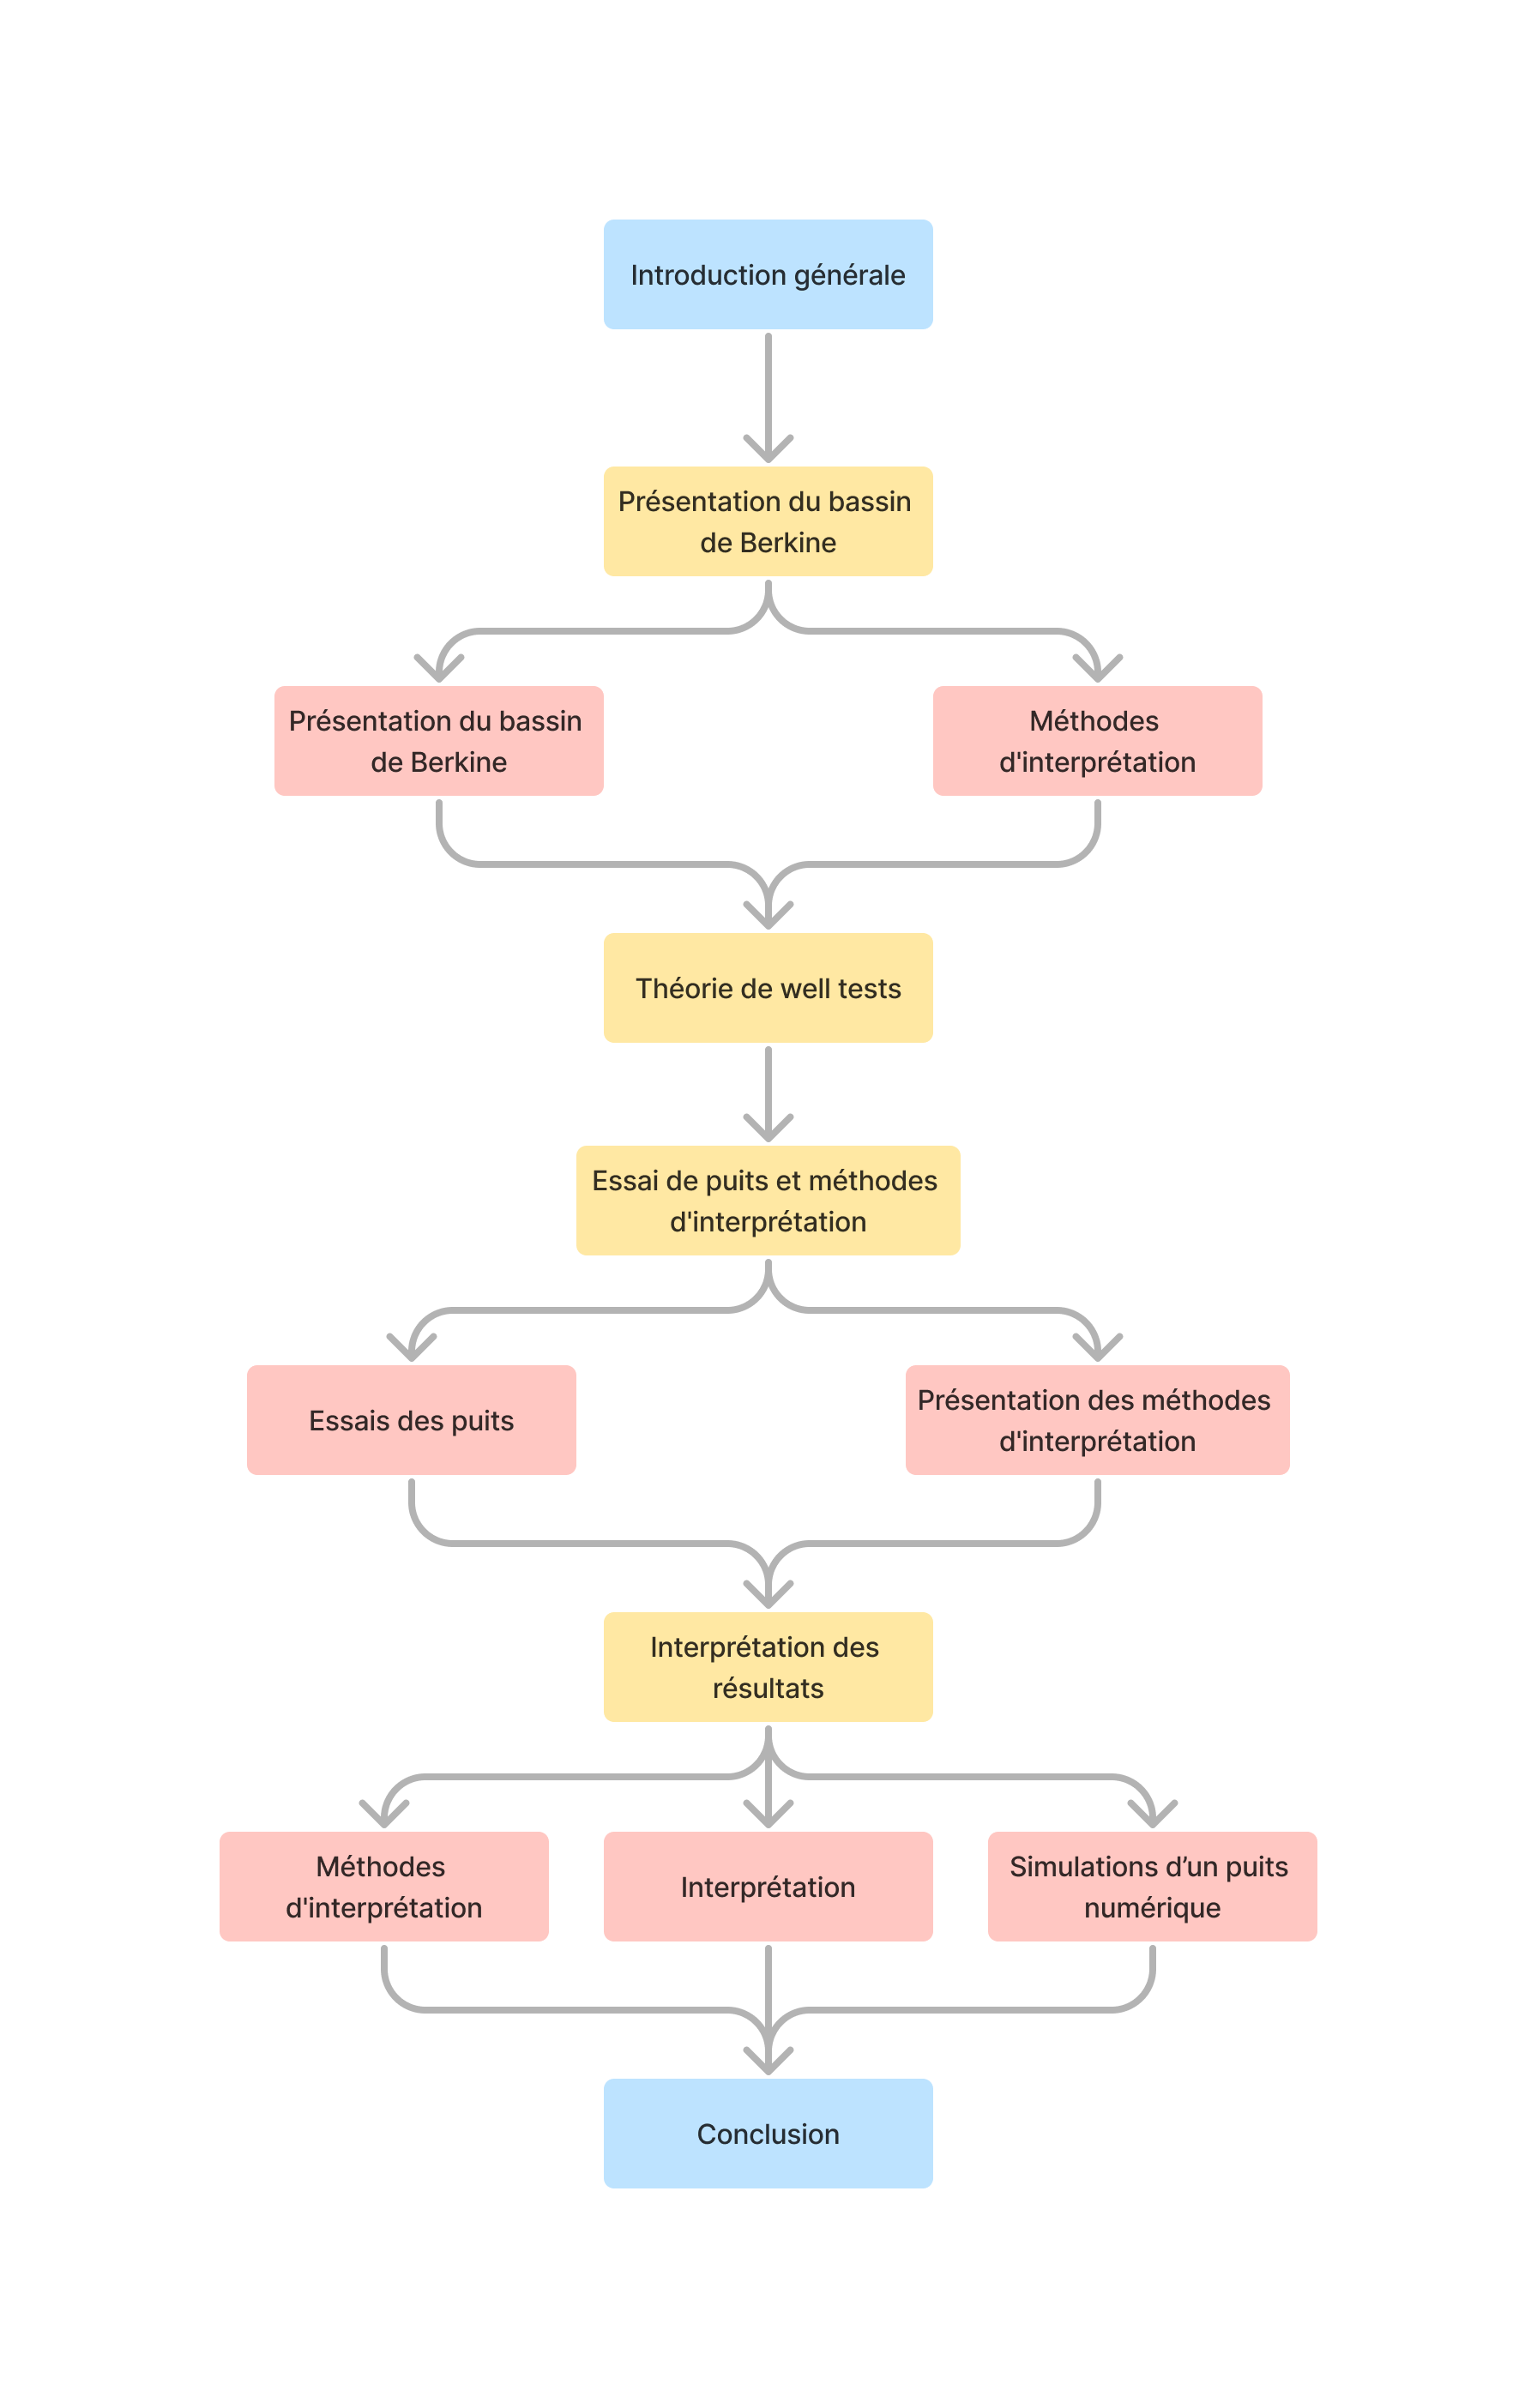 Introduction générale
Présentation du bassin
de Berkine
Présentation du bassin
de Berkine
Méthodes
d'interprétation
Théorie de well tests
Essai de puits et méthodes
d'interprétation
Essais des puits
Présentation des méthodes
d'interprétation
Interprétation des
résultats
Méthodes
d'interprétation
Interprétation
Simulations d’un puits
numérique
Conclusion